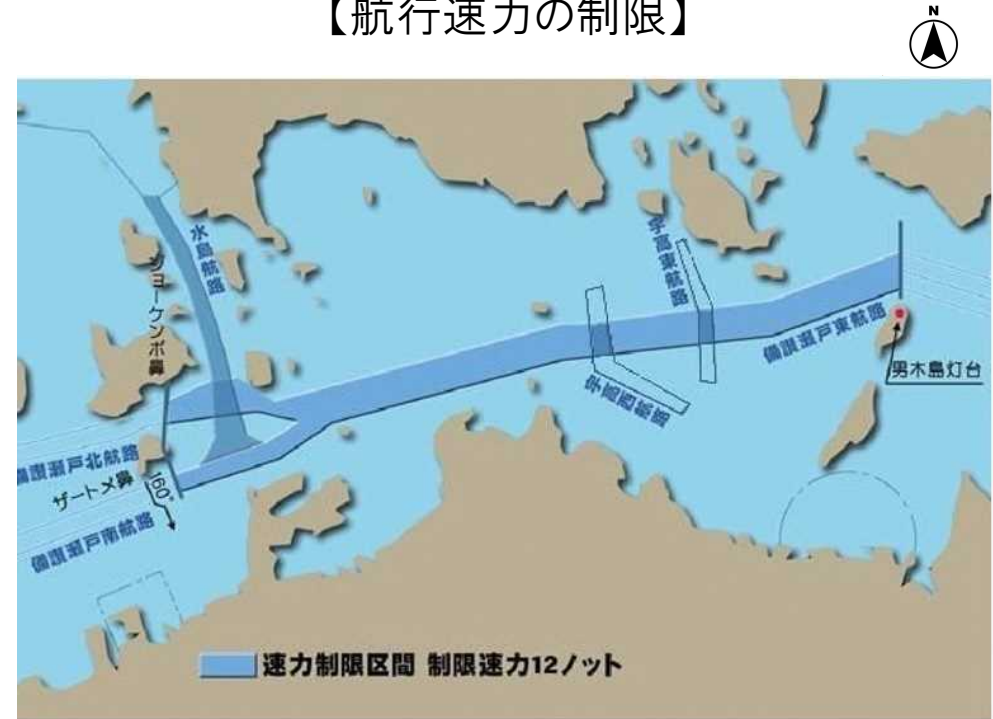 【航行速力の制限】
N
水島航路
ジョーケンボ鼻
宇高東航路
備讃瀬戸東航路
男木島灯台
宇高西航路
備讃瀬戸北航路
ザートメ鼻
160°
備讃瀬戸南航路
速力制限区間 制限速力12ノット